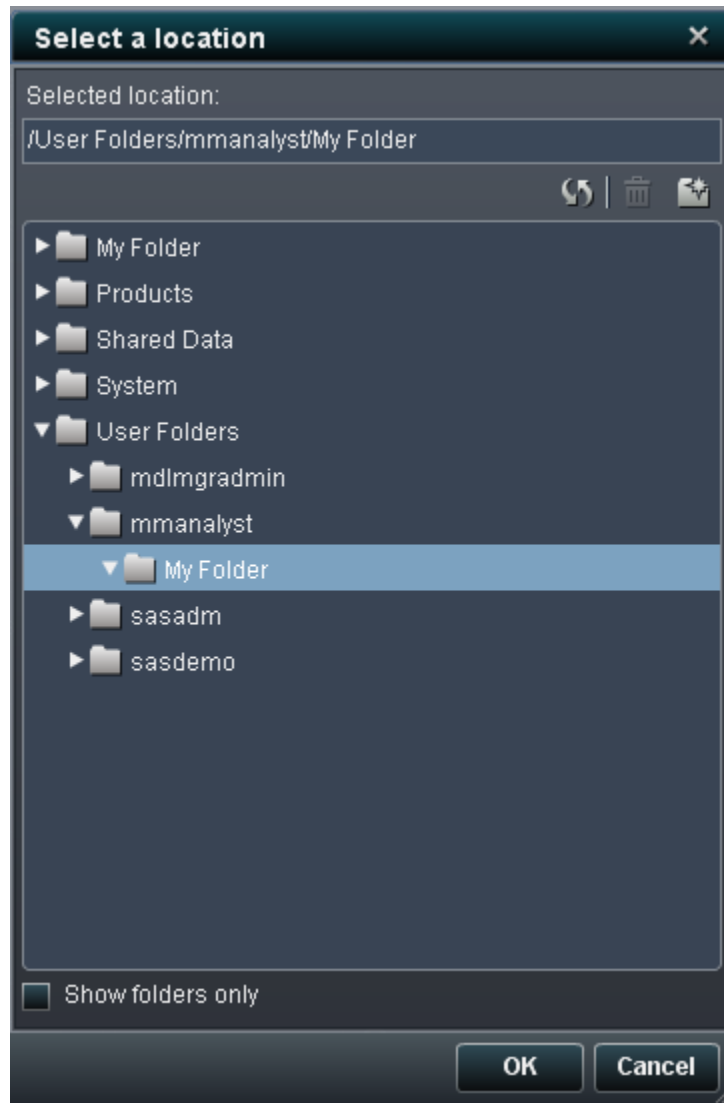 Select a location
Selected location:
/User Folders/mmanalyst/My Folder
My Folder
Products
Shared Data
System
User Folders
mdlmgradmin
mmanalyst
My Folder
sasadm
sasdemo
Show folders only
OK Cancel